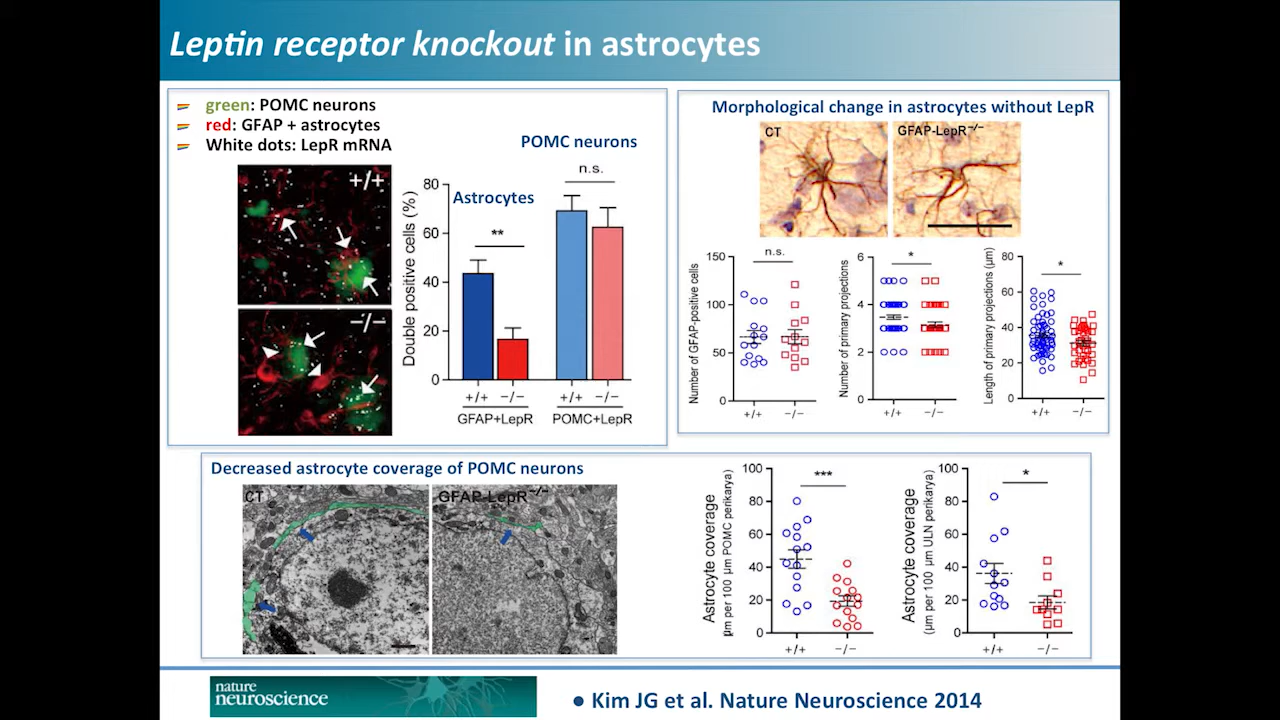 Leptin receptor knockout in astrocytes
green: POMC neurons
red: GFAP + astrocytes
White dots: LepR mRNA
+/+
−/−
POMC neurons
Astrocytes
n.s.
**
Double positive cells (%)
80
60
40
20
0
+/+ −/− +/+ −/−
GFAP+LepR POMC+LepR
Morphological change in astrocytes without LepR
CT
GFAP-LepR−/−
Number of GFAP-positive cells
150
100
50
0
n.s.
+/+ −/−
Number of primary projections
6
4
2
0
*
+/+ −/−
Length of primary projections (µm)
80
60
40
20
0
*
+/+ −/−
Decreased astrocyte coverage of POMC neurons
CT
GFAP-LepR−/−
Astrocyte coverage
µm per 100 µm POMC perikarya)
100
80
60
40
20
0
***
+/+ −/−
Astrocyte coverage
(µm per 100 µm ULN perikarya)
100
80
60
40
20
0
*
+/+ −/−
nature
neuroscience
● Kim JG et al. Nature Neuroscience 2014